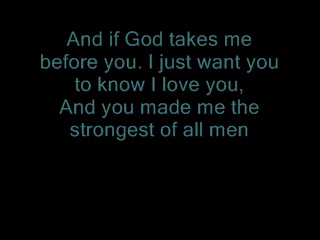 And if God takes me
before you. I just want you
to know I love you,
And you made me the
strongest of all men